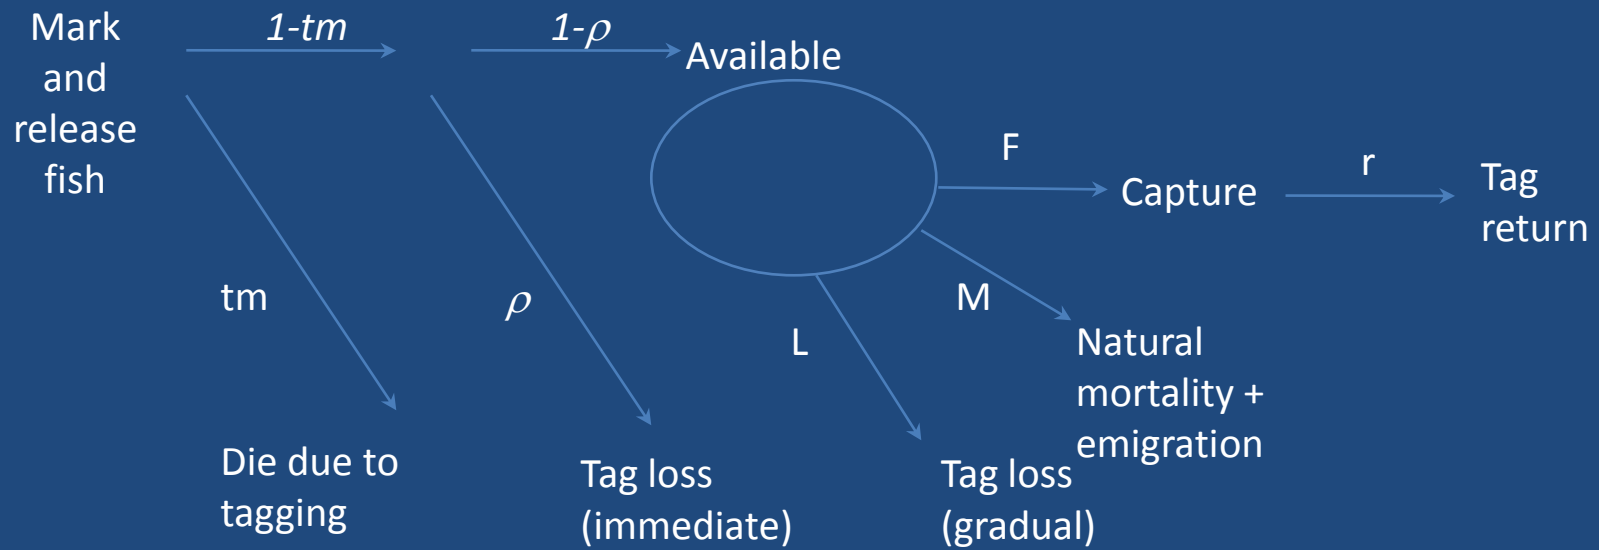 Mark
and
release
fish
1-tm
1-ρ
Available
F
Capture
r
Tag
return
tm
ρ
L
M
Natural
mortality +
emigration
Die due to
tagging
Tag loss
(immediate)
Tag loss
(gradual)